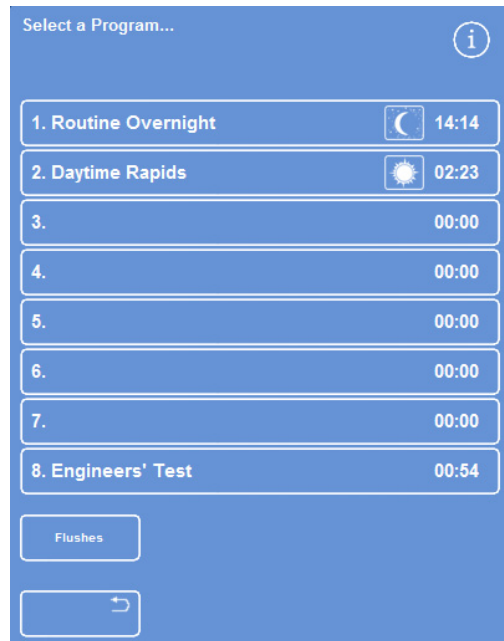 Select a Program...
i
1. Routine Overnight 14:14
2. Daytime Rapids 02:23
3. 00:00
4. 00:00
5. 00:00
6. 00:00
7. 00:00
8. Engineers' Test 00:54
Flushes